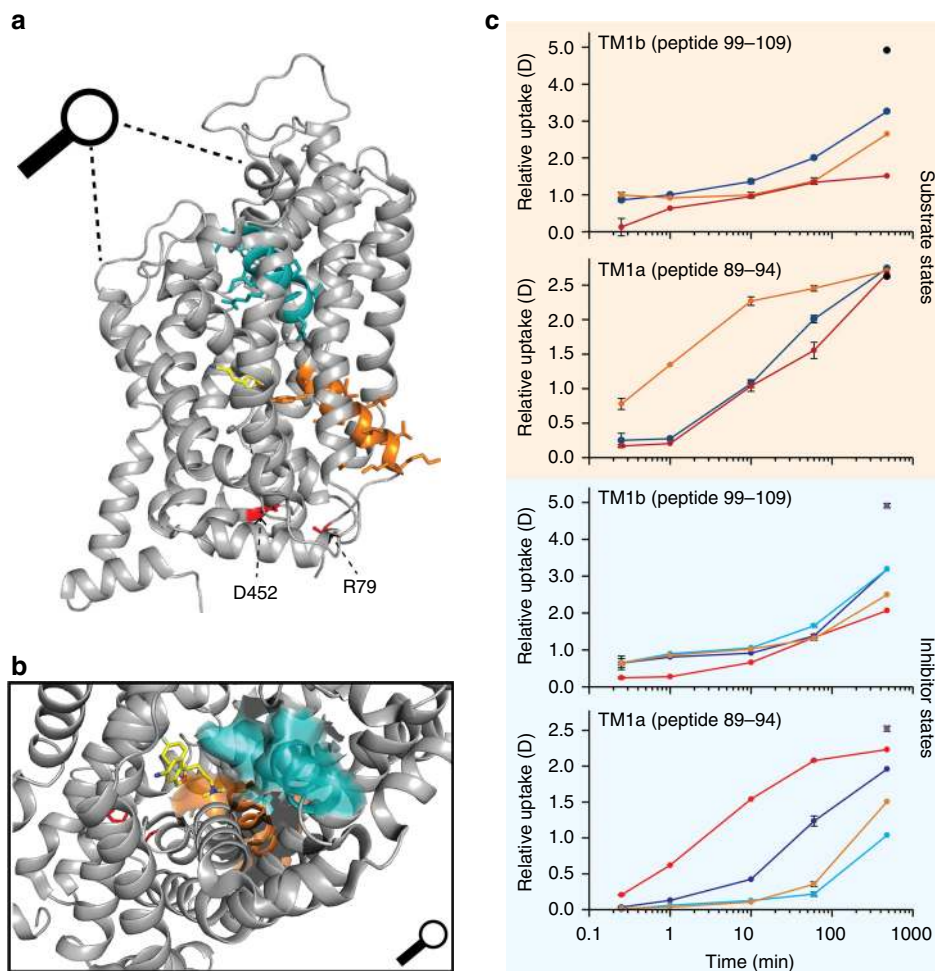 a
D452
R79
b
c
TM1b (peptide 99–109)
Relative uptake (D)
5.0
4.0
3.0
2.0
1.0
0.0
TM1a (peptide 89–94)
Relative uptake (D)
2.5
2.0
1.5
1.0
0.5
0.0
Substrate states
TM1b (peptide 99–109)
Relative uptake (D)
5.0
4.0
3.0
2.0
1.0
0.0
TM1a (peptide 89–94)
Relative uptake (D)
2.5
2.0
1.5
1.0
0.5
0.0
Inhibitor states
0.1 1 10 100 1000
Time (min)